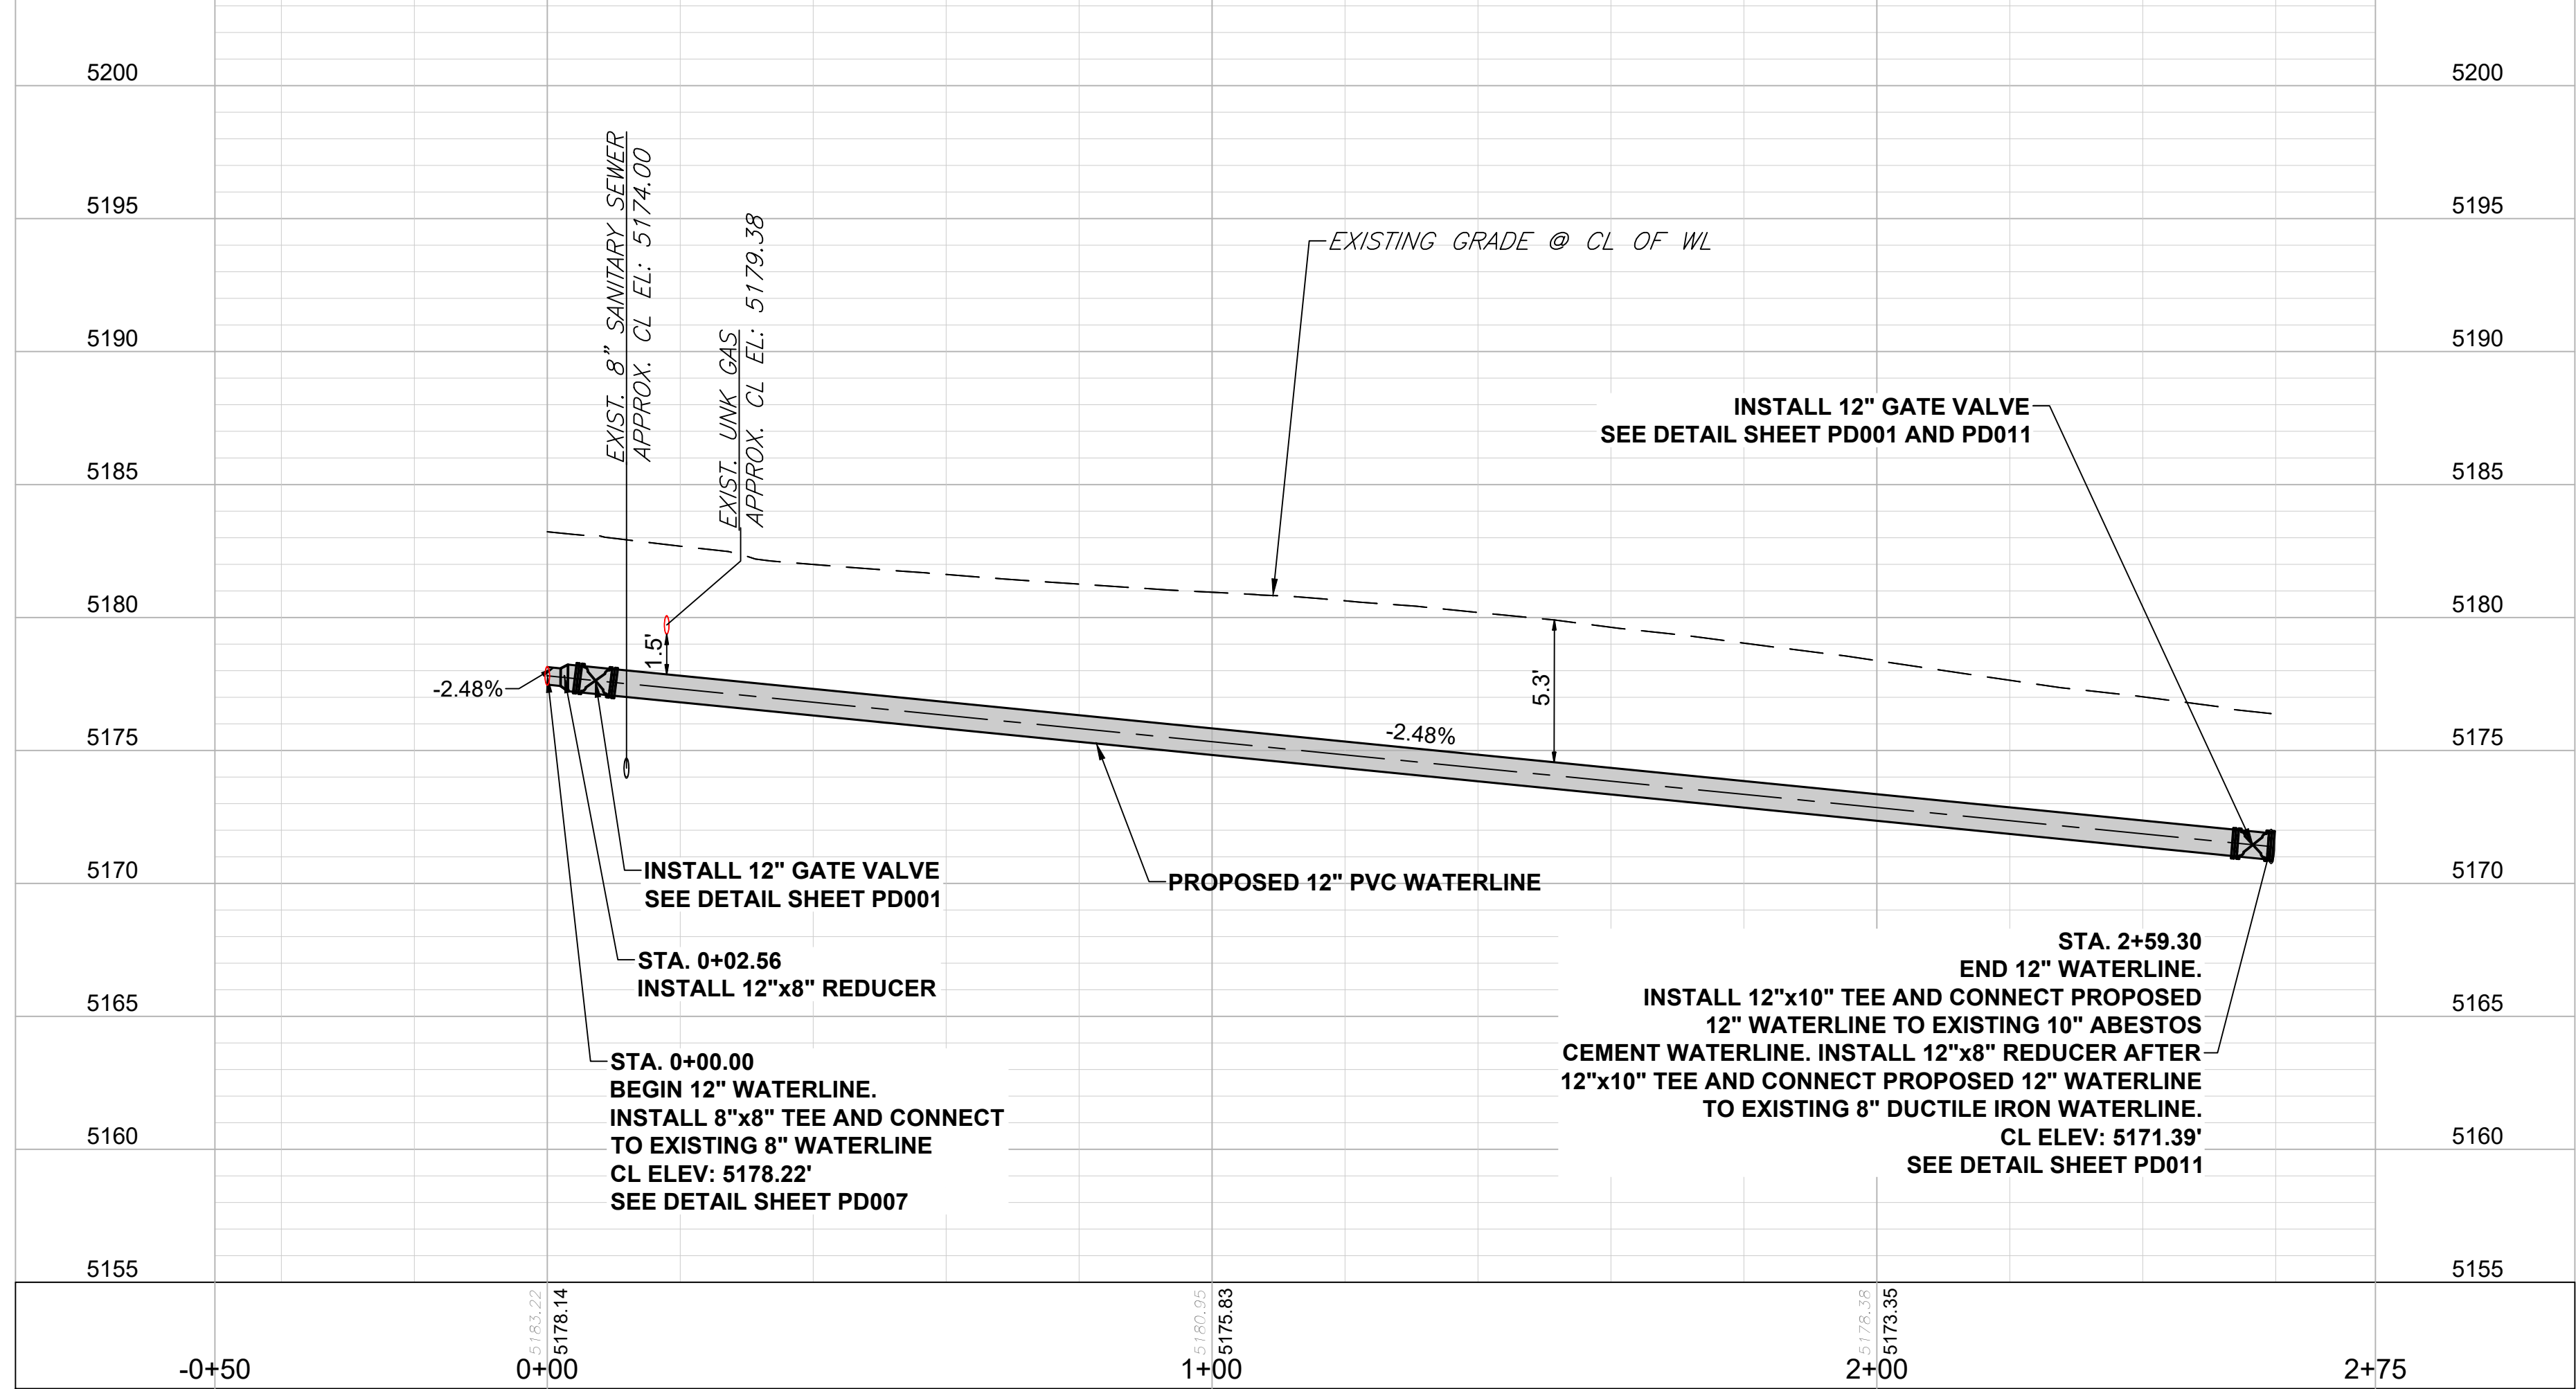 5200
5200
5195
5195
5190
5190
5185
5185
5180
5180
5175
5175
5170
5170
5165
5165
5160
5160
5155
5155
EXIST. 8" SANITARY SEWER
APPROX. CL EL: 5174.00
EXIST. UNK GAS
APPROX. CL EL: 5179.38
EXISTING GRADE @ CL OF WL
INSTALL 12" GATE VALVE
SEE DETAIL SHEET PD001 AND PD011
1.5'
-2.48%
5.3'
-2.48%
INSTALL 12" GATE VALVE
SEE DETAIL SHEET PD001
PROPOSED 12" PVC WATERLINE
STA. 0+02.56
INSTALL 12"x8" REDUCER
STA. 0+00.00
BEGIN 12" WATERLINE.
INSTALL 8"x8" TEE AND CONNECT
TO EXISTING 8" WATERLINE
CL ELEV: 5178.22'
SEE DETAIL SHEET PD007
STA. 2+59.30
END 12" WATERLINE.
INSTALL 12"x10" TEE AND CONNECT PROPOSED
12" WATERLINE TO EXISTING 10" ABESTOS
CEMENT WATERLINE. INSTALL 12"x8" REDUCER AFTER
12"x10" TEE AND CONNECT PROPOSED 12" WATERLINE
TO EXISTING 8" DUCTILE IRON WATERLINE.
CL ELEV: 5171.39'
SEE DETAIL SHEET PD011
5183.22
5178.14
5180.95
5175.83
5178.38
5173.35
-0+50
0+00
1+00
2+00
2+75